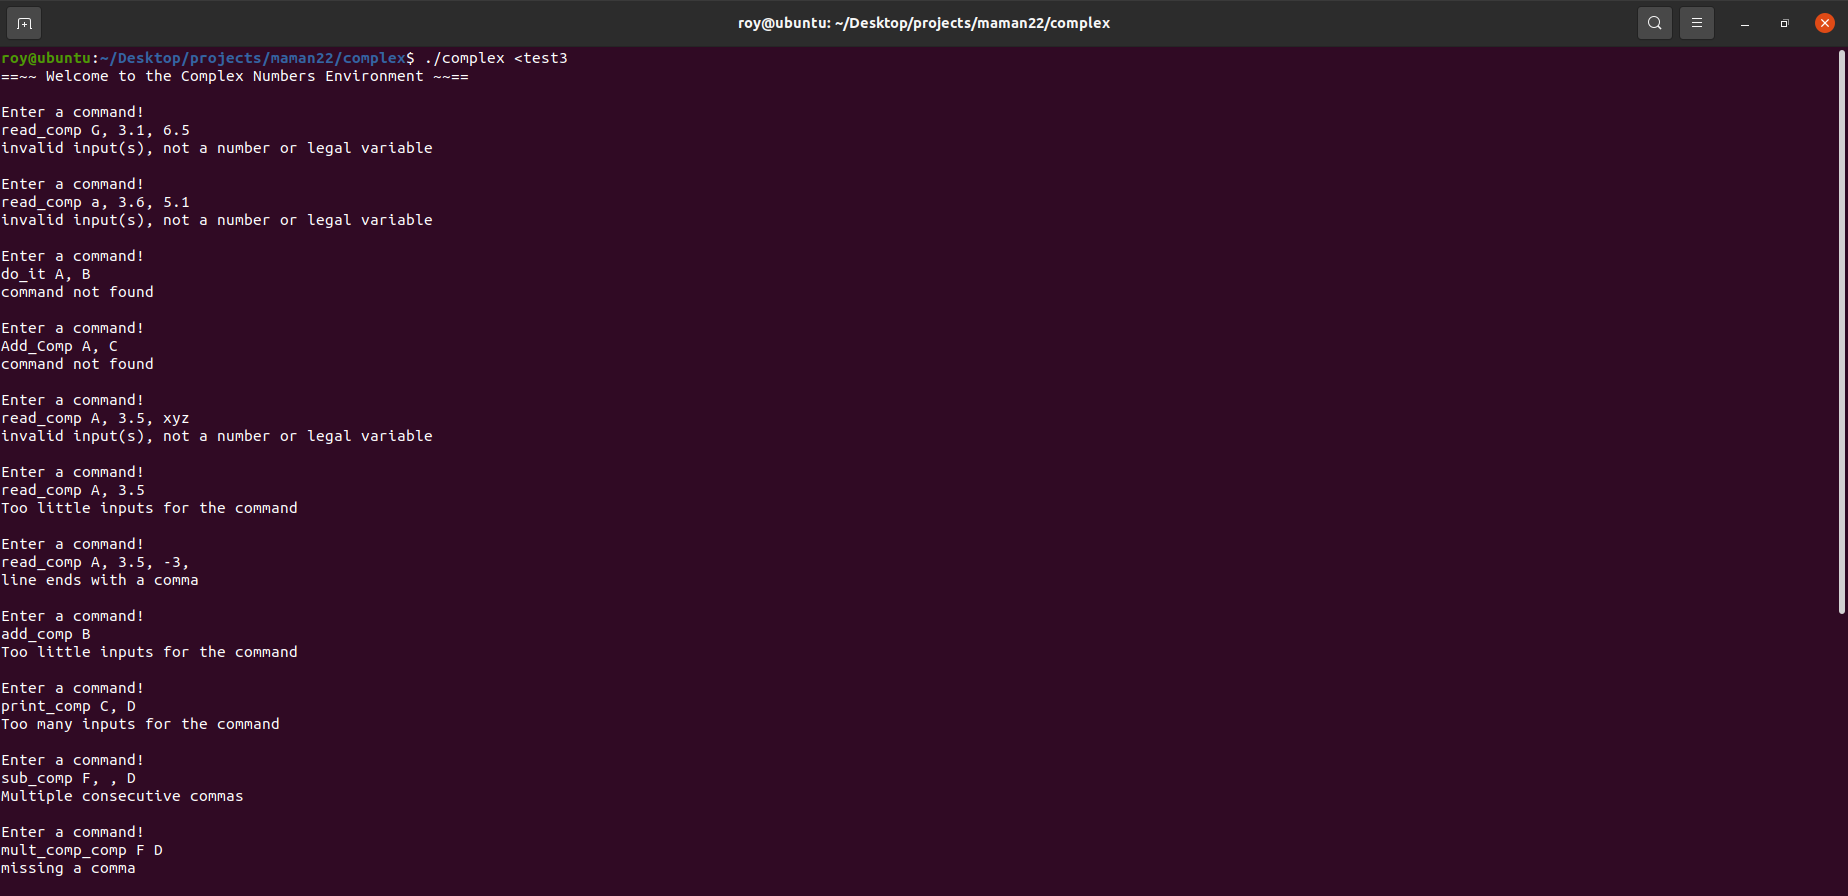 roy@ubuntu: ~/Desktop/projects/maman22/complex
roy@ubuntu:~/Desktop/projects/maman22/complex$ ./complex <test3
==~~ Welcome to the Complex Numbers Environment ~~==
Enter a command!
read_comp G, 3.1, 6.5
invalid input(s), not a number or legal variable
Enter a command!
read_comp a, 3.6, 5.1
invalid input(s), not a number or legal variable
Enter a command!
do_it A, B
command not found
Enter a command!
Add_Comp A, C
command not found
Enter a command!
read_comp A, 3.5, xyz
invalid input(s), not a number or legal variable
Enter a command!
read_comp A, 3.5
Too little inputs for the command
Enter a command!
read_comp A, 3.5, -3,
line ends with a comma
Enter a command!
add_comp B
Too little inputs for the command
Enter a command!
print_comp C, D
Too many inputs for the command
Enter a command!
sub_comp F, , D
Multiple consecutive commas
Enter a command!
mult_comp_comp F D
missing a comma